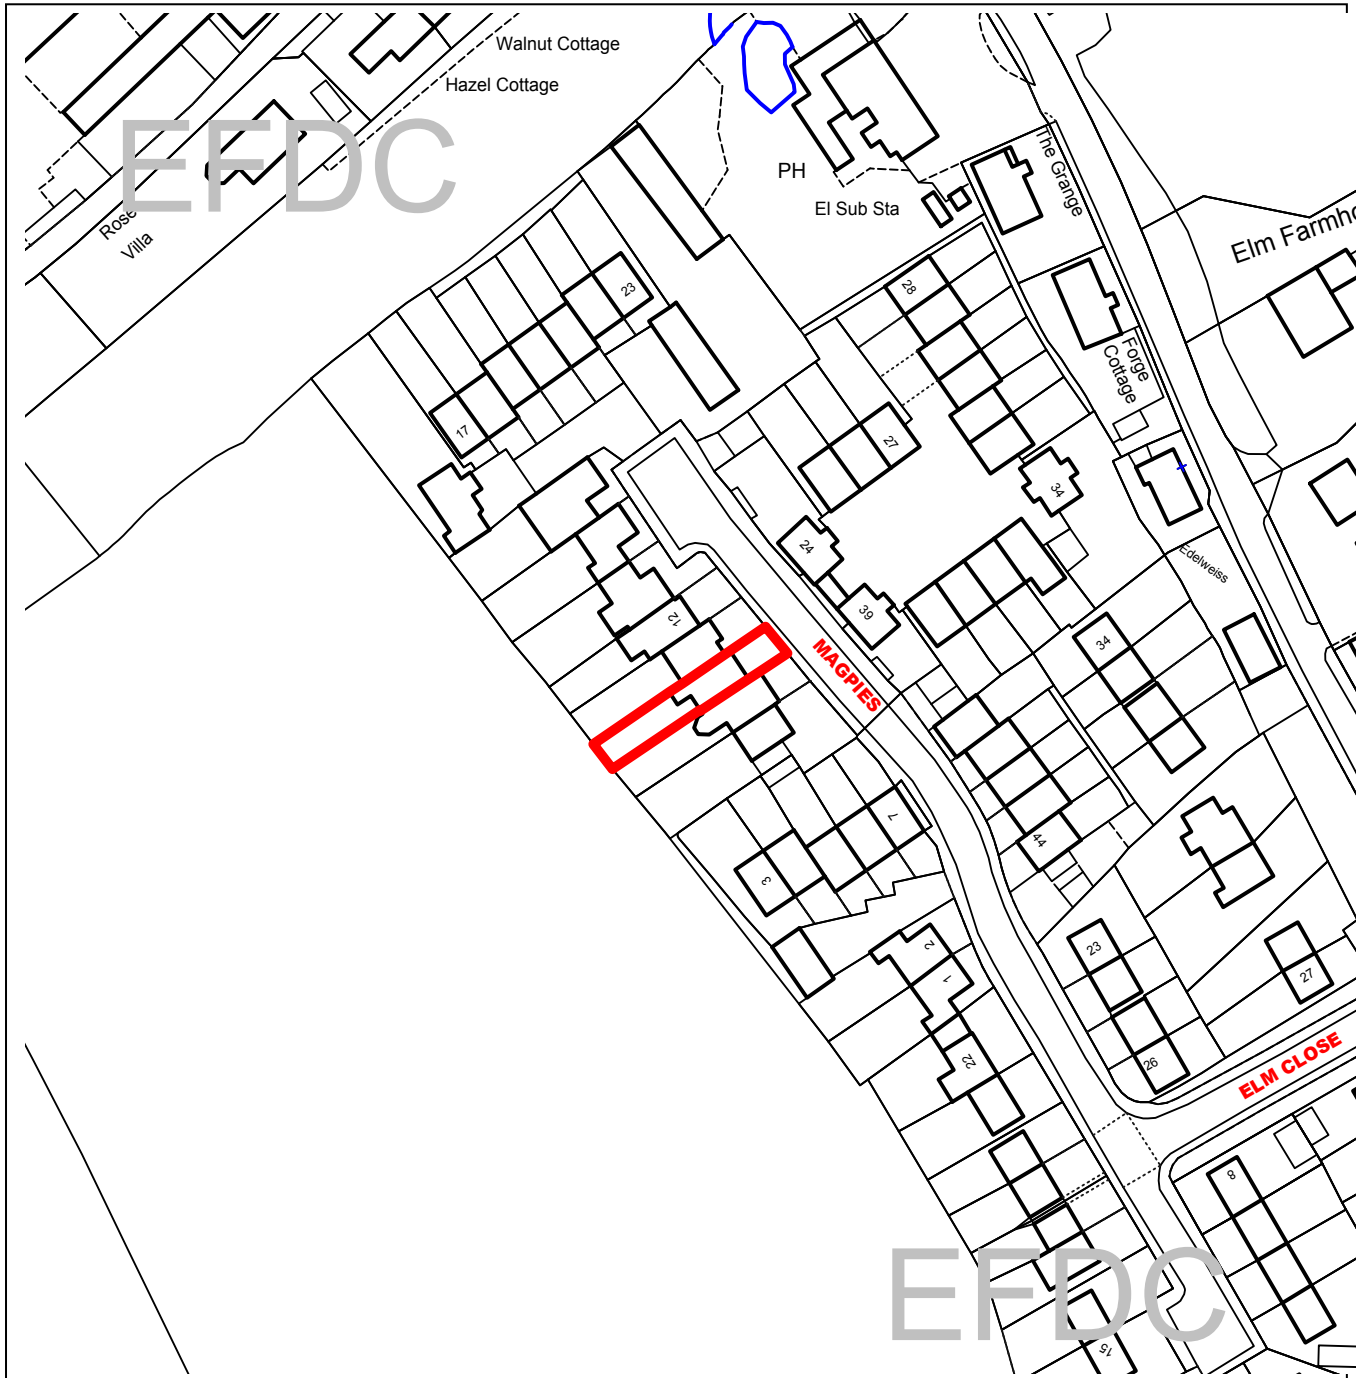 Walnut Cottage
Hazel Cottage
EFDC
Rose
Villa
PH
El Sub Sta
The Grange
Elm Farmho
23
28
Forge
Cottage
17
27
34
24
Edelweiss
39
12
34
MAGPIES
7
44
3
23
2
27
1
22
26
ELM CLOSE
8
EFDC
15